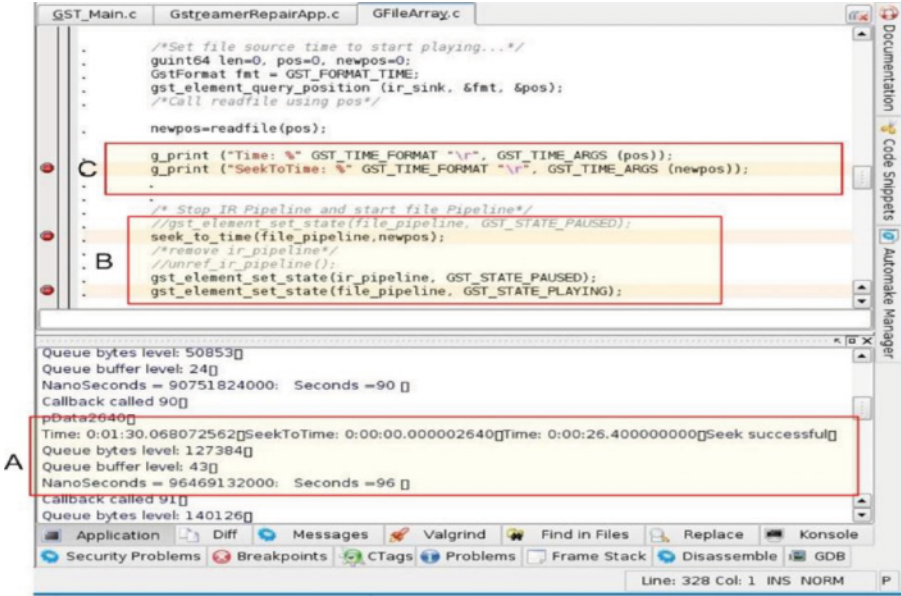 GST_Main.c GstreamerRepairApp.c GFileArray.c
/*Set file source time to start playing...*/
guint64 len=0, pos=0, newpos=0;
GstFormat fmt = GST_FORMAT_TIME;
gst_element_query_position (ir_sink, &fmt, &pos);
/*Call readfile using pos*/
newpos=readfile(pos);
C
g_print ("Time: %" GST_TIME_FORMAT "\r", GST_TIME_ARGS (pos));
g_print ("SeekToTime: %" GST_TIME_FORMAT "\r", GST_TIME_ARGS (newpos));
/* Stop IR Pipeline and start file Pipeline*/
//gst_element_set_state(file_pipeline, GST_STATE_PAUSED);
seek_to_time(file_pipeline,newpos);
B
/*remove ir_pipeline*/
//unref_ir_pipeline();
gst_element_set_state(ir_pipeline, GST_STATE_PAUSED);
gst_element_set_state(file_pipeline, GST_STATE_PLAYING);
Documentation
Code Snippets
Automake Manager
Queue bytes level: 50853▯
Queue buffer level: 24▯
NanoSeconds = 90751824000: Seconds =90 ▯
Callback called 90▯
pData2640▯
A
Time: 0:01:30.068072562▯SeekToTime: 0:00:00.000002640▯Time: 0:00:26.400000000▯Seek successful▯
Queue bytes level: 127384▯
Queue buffer level: 43▯
NanoSeconds = 96469132000: Seconds =96 ▯
Callback called 91▯
Queue bytes level: 140126▯
Application Diff Messages Valgrind Find in Files Replace Konsole
Security Problems Breakpoints CTags Problems Frame Stack Disassemble GDB
Line: 328 Col: 1 INS NORM P